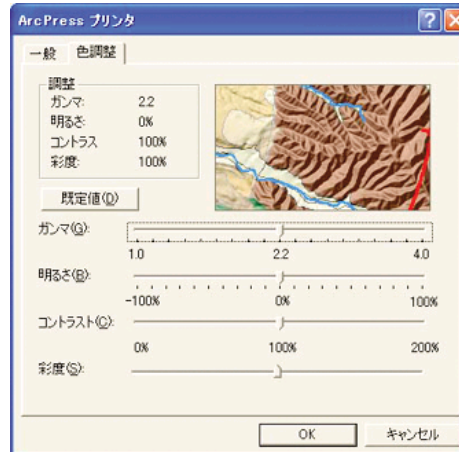 ArcPress プリンタ
一般 色調整
調整
ガンマ: 2.2
明るさ: 0%
コントラス 100%
彩度: 100%
既定値(D)
ガンマ(G):
1.0 2.2 4.0
明るさ(B):
-100% 0% 100%
コントラスト(C):
0% 100% 200%
彩度(S):
OK キャンセル